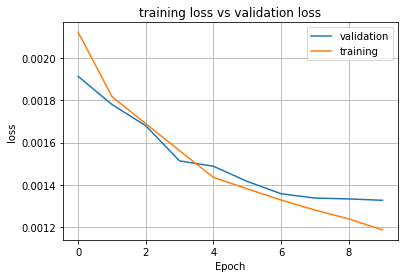 training loss vs validation loss
validation
training
0.0020
0.0018
0.0016
0.0014
0.0012
loss
0
2
4
6
8
Epoch